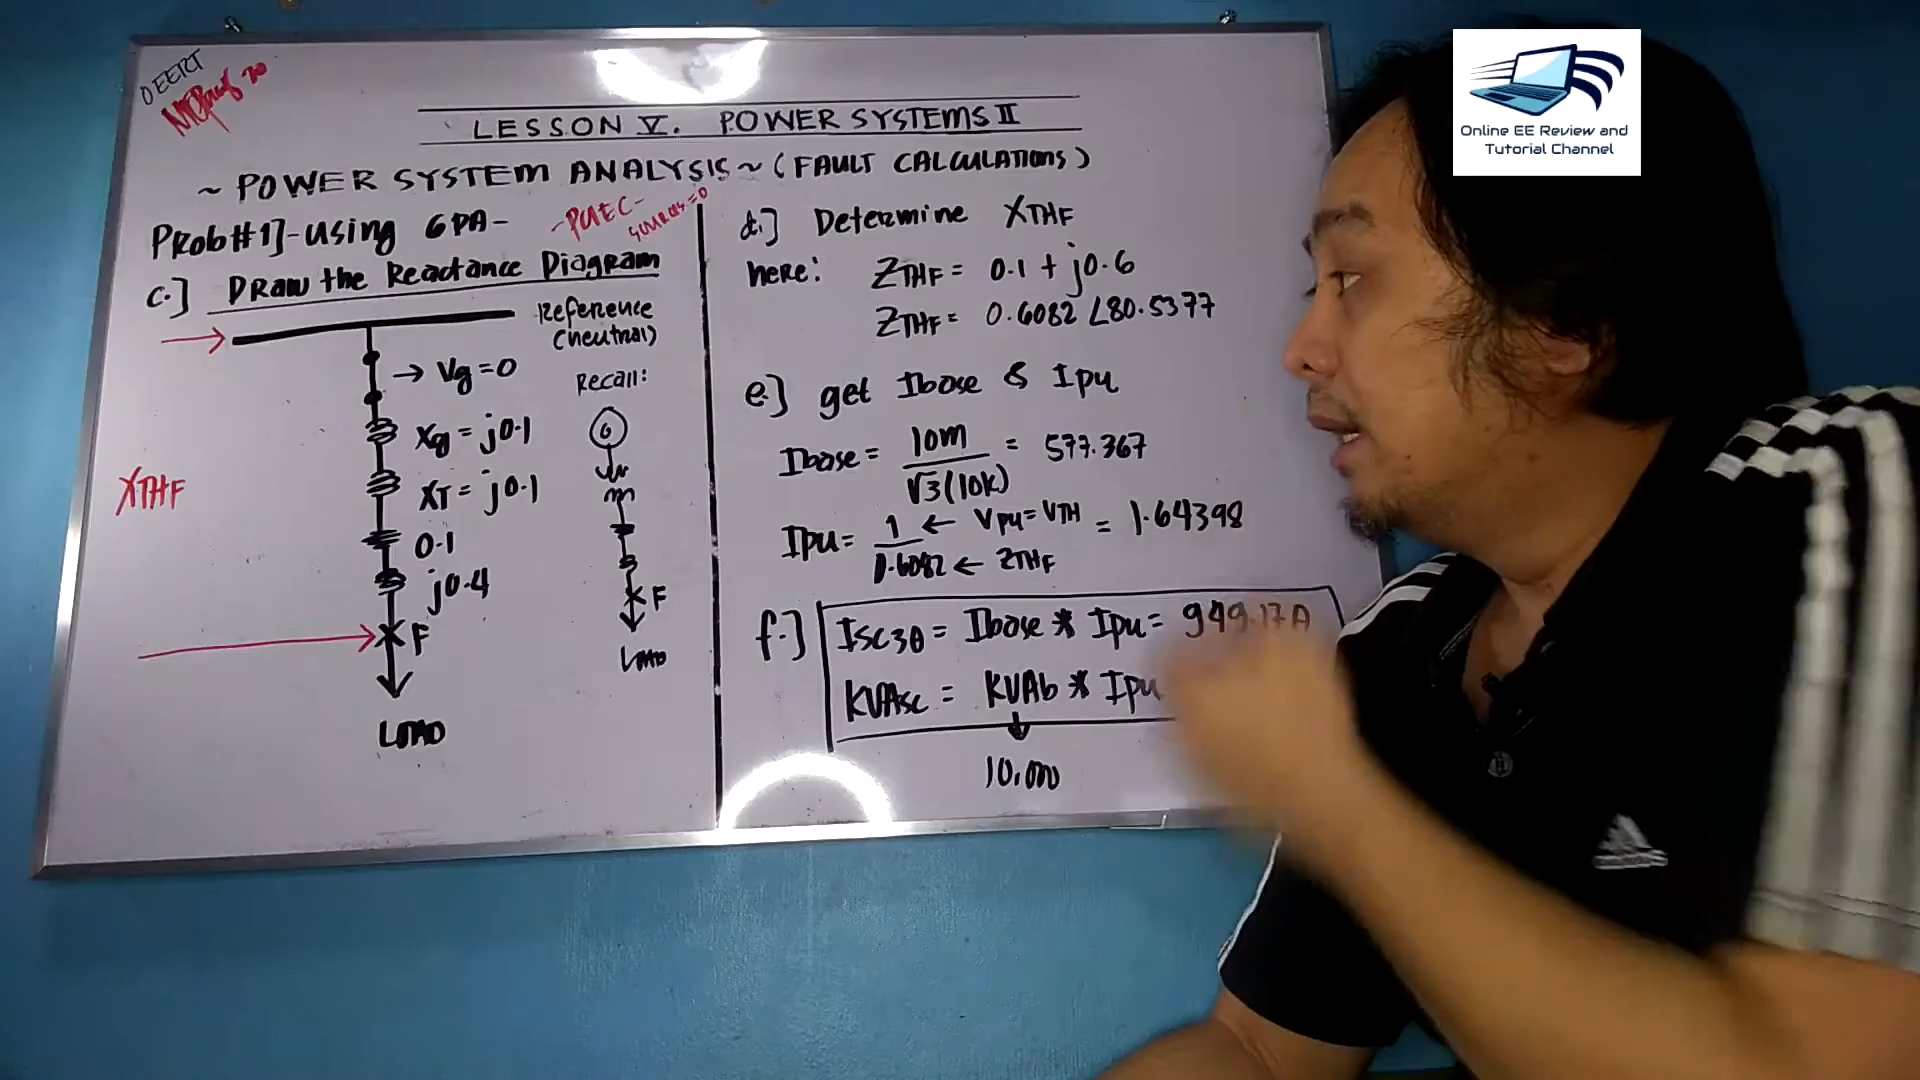 OEERT
LESSON V. POWER SYSTEMS II
~ POWER SYSTEM ANALYSIS ~ (FAULT CALCULATIONS)
Prob#1]-using GPA-
-PUEC-
sources=0
c.] Draw the Reactance Diagram
Reference
(neutral)
→ Vg=0
Recall:
Xg = j0.1
G
XTHF
XT = j0.1
0.1
j0.4
F
F
LOAD
LOAD
d.] Determine XTHF
here: ZTHF = 0.1 + j0.6
ZTHF = 0.6082 ∠80.5377
e.] get Ibase & Ipu
Ibase = 10M / √3(10K) = 577.367
Ipu = 1 ← Vpu=VTH = 1.64398
0.6082 ← ZTHF
f.] Isc3θ = Ibase * Ipu = 949.17A
KVAsc = KVAb * Ipu
10,000
Online EE Review and
Tutorial Channel